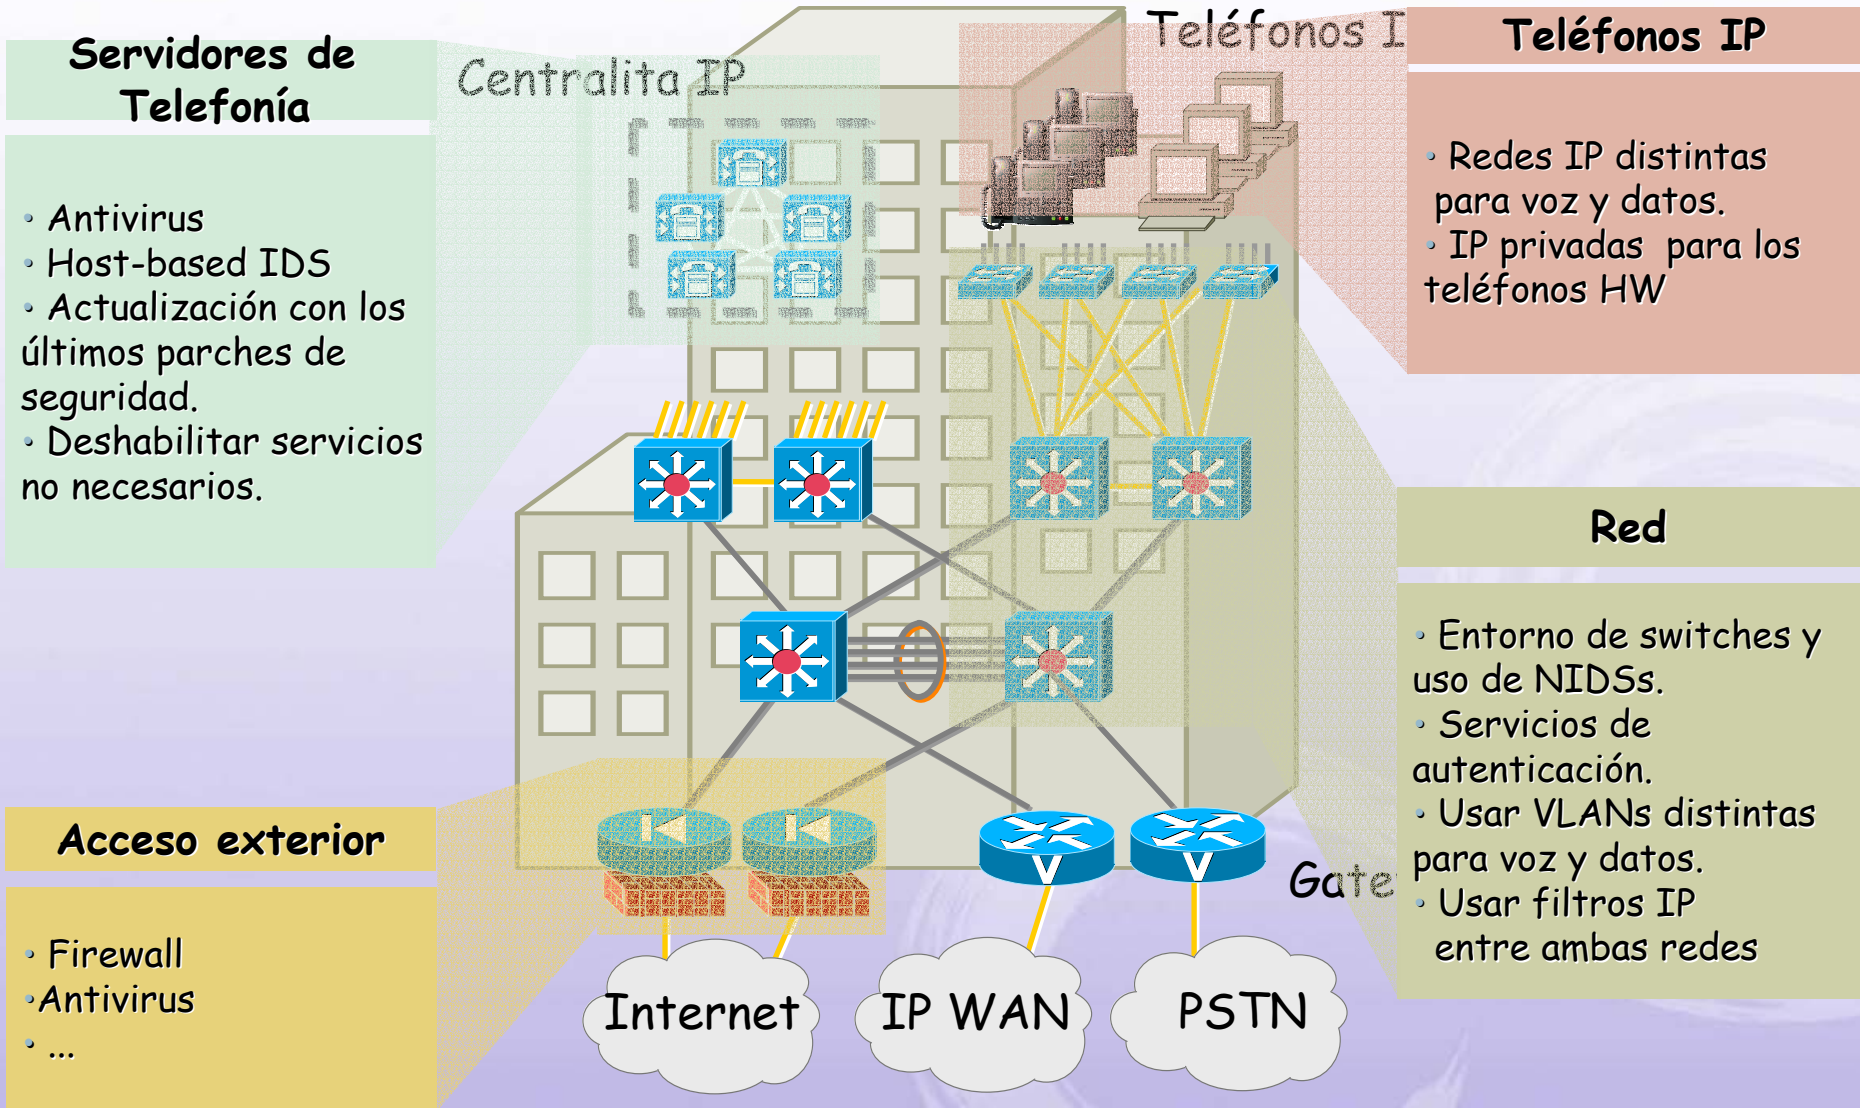 Servidores de
Telefonía
• Antivirus
• Host-based IDS
• Actualización con los
últimos parches de
seguridad.
• Deshabilitar servicios
no necesarios.
Centralita IP
Teléfonos I
Teléfonos IP
• Redes IP distintas
para voz y datos.
• IP privadas para los
teléfonos HW
Red
• Entorno de switches y
uso de NIDSs.
• Servicios de
autenticación.
• Usar VLANs distintas
para voz y datos.
• Usar filtros IP
entre ambas redes
Acceso exterior
• Firewall
•Antivirus
• ...
V
V
Gate
Internet
IP WAN
PSTN